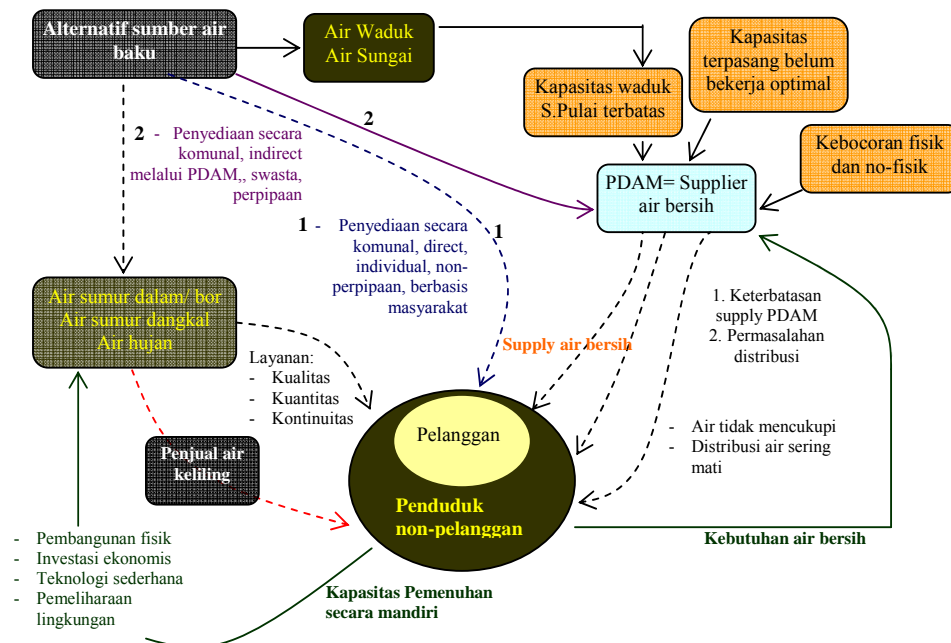 Alternatif sumber air
baku
Air Waduk
Air Sungai
Kapasitas waduk
S.Pulai terbatas
Kapasitas
terpasang belum
bekerja optimal
Kebocoran fisik
dan no-fisik
PDAM= Supplier
air bersih
2
2 - Penyediaan secara
komunal, indirect
melalui PDAM,, swasta,
perpipaan
1
1 - Penyediaan secara
komunal, direct,
individual, non-
perpipaan, berbasis
masyarakat
Air sumur dalam/ bor
Air sumur dangkal
Air hujan
Layanan:
- Kualitas
- Kuantitas
- Kontinuitas
Supply air bersih
1. Keterbatasan
supply PDAM
2. Permasalahan
distribusi
Pelanggan
- Air tidak mencukupi
- Distribusi air sering
mati
Penjual air
keliling
Penduduk
non-pelanggan
Kebutuhan air bersih
- Pembangunan fisik
- Investasi ekonomis
- Teknologi sederhana
- Pemeliharaan
lingkungan
Kapasitas Pemenuhan
secara mandiri